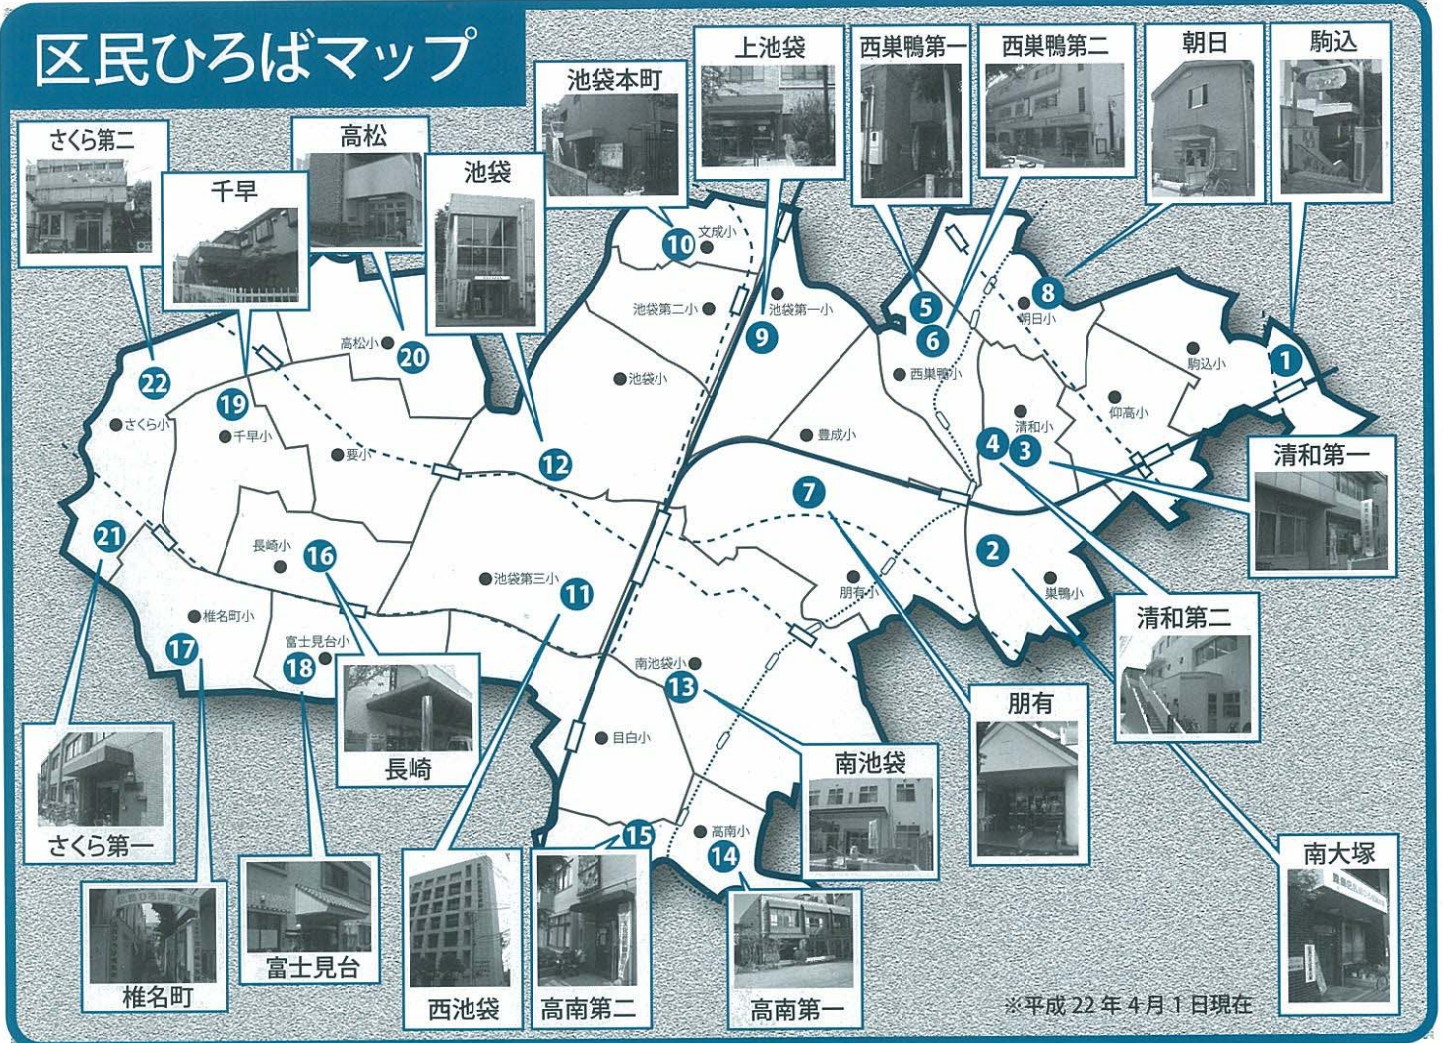 区民ひろばマップ
さくら第二
千早
高松
池袋
池袋本町
上池袋
西巣鴨第一
西巣鴨第二
朝日
駒込
10
文成小
池袋第二小
池袋第一小
9
5
6
8
朝日小
1
駒込小
高松小
20
22
19
さくら小
千早小
要小
池袋小
12
豊成小
西巣鴨小
清和小
仰高小
4
3
清和第一
7
21
長崎小
16
池袋第三小
11
2
朋有小
巣鴨小
椎名町小
17
富士見台小
18
南池袋小
13
清和第二
朋有
長崎
目白小
南池袋
さくら第一
15
高南小
14
南大塚
椎名町
富士見台
西池袋
高南第二
高南第一
※平成22年4月1日現在